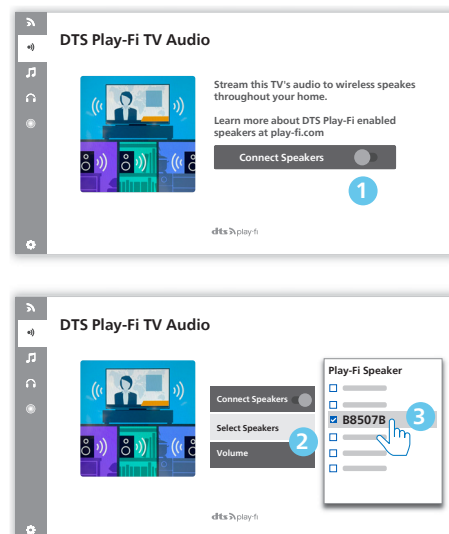 DTS Play-Fi TV Audio
Stream this TV's audio to wireless speakes
throughout your home.
Learn more about DTS Play-Fi enabled
speakers at play-fi.com
Connect Speakers
1
dts play-fi
DTS Play-Fi TV Audio
Connect Speakers
Select Speakers
2
Volume
Play-Fi Speaker
B8507B
3
dts play-fi